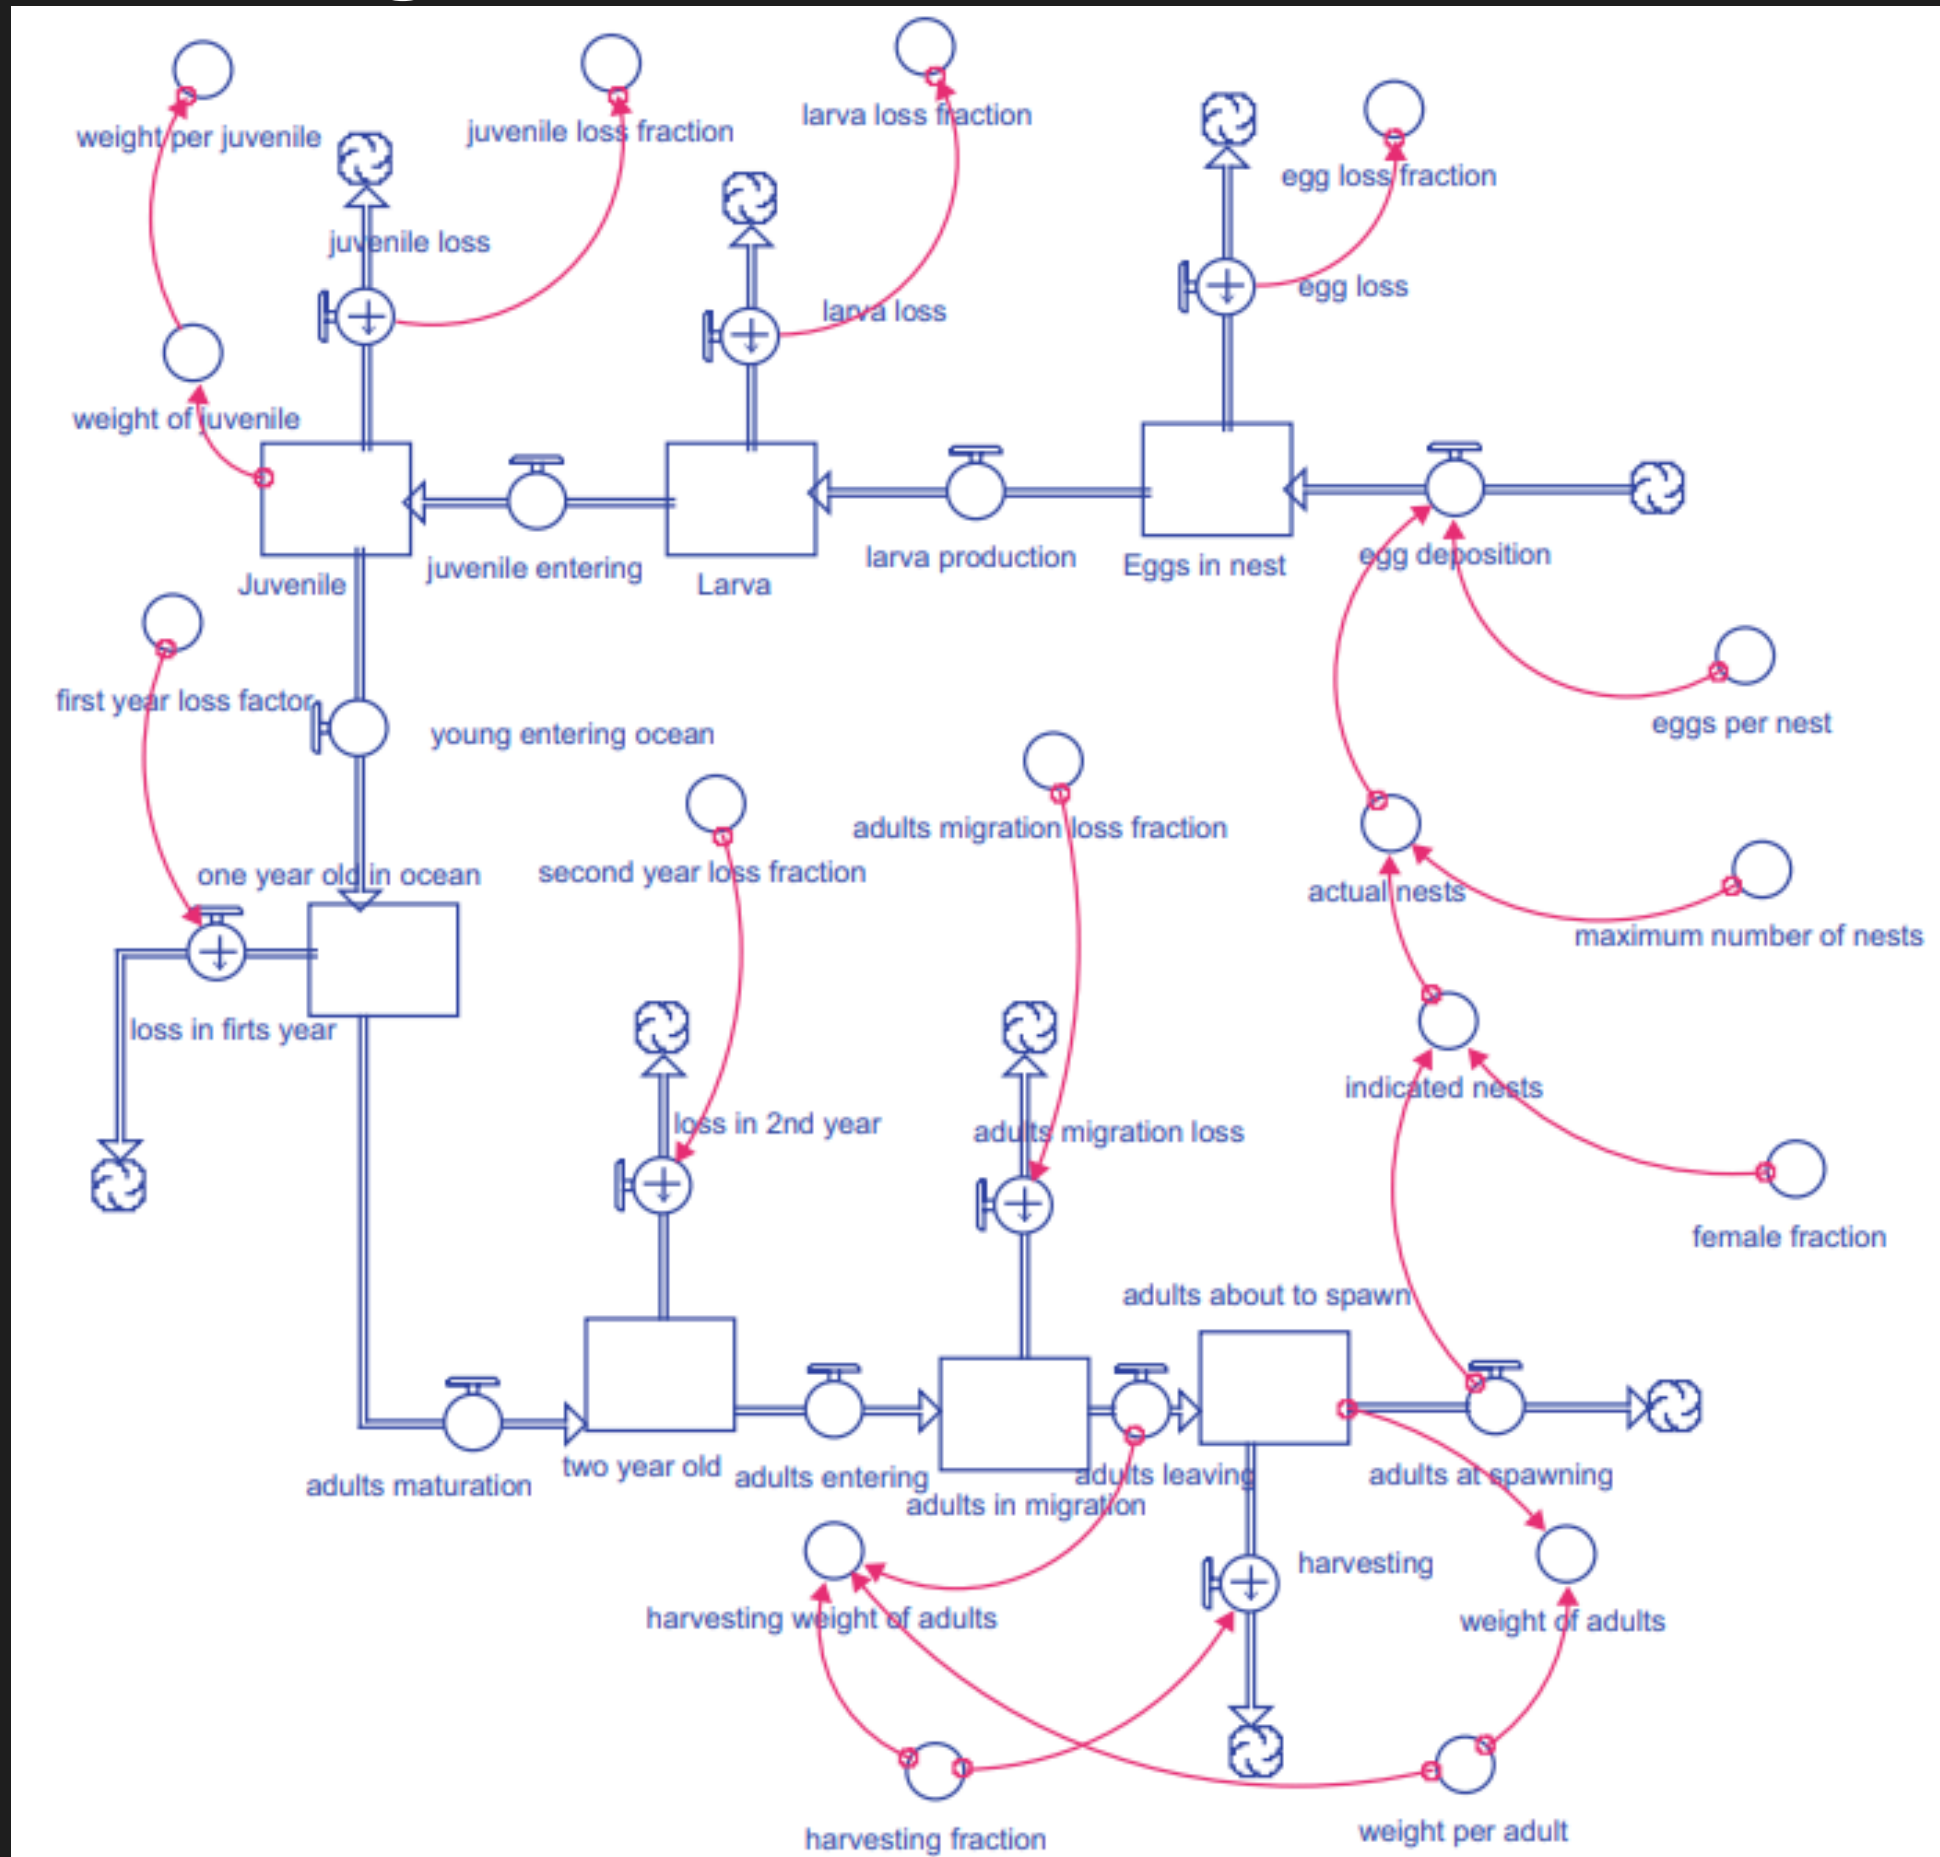 weight per juvenile
juvenile loss fraction
larva loss fraction
egg loss fraction
juvenile loss
larva loss
egg loss
weight of juvenile
Juvenile
juvenile entering
Larva
larva production
Eggs in nest
egg deposition
first year loss factor
young entering ocean
eggs per nest
one year old in ocean
second year loss fraction
adults migration loss fraction
actual nests
maximum number of nests
loss in firts year
loss in 2nd year
adults migration loss
indicated nests
female fraction
adults about to spawn
adults maturation
two year old
adults entering
adults in migration
adults leaving
adults at spawning
harvesting
harvesting weight of adults
weight of adults
harvesting fraction
weight per adult